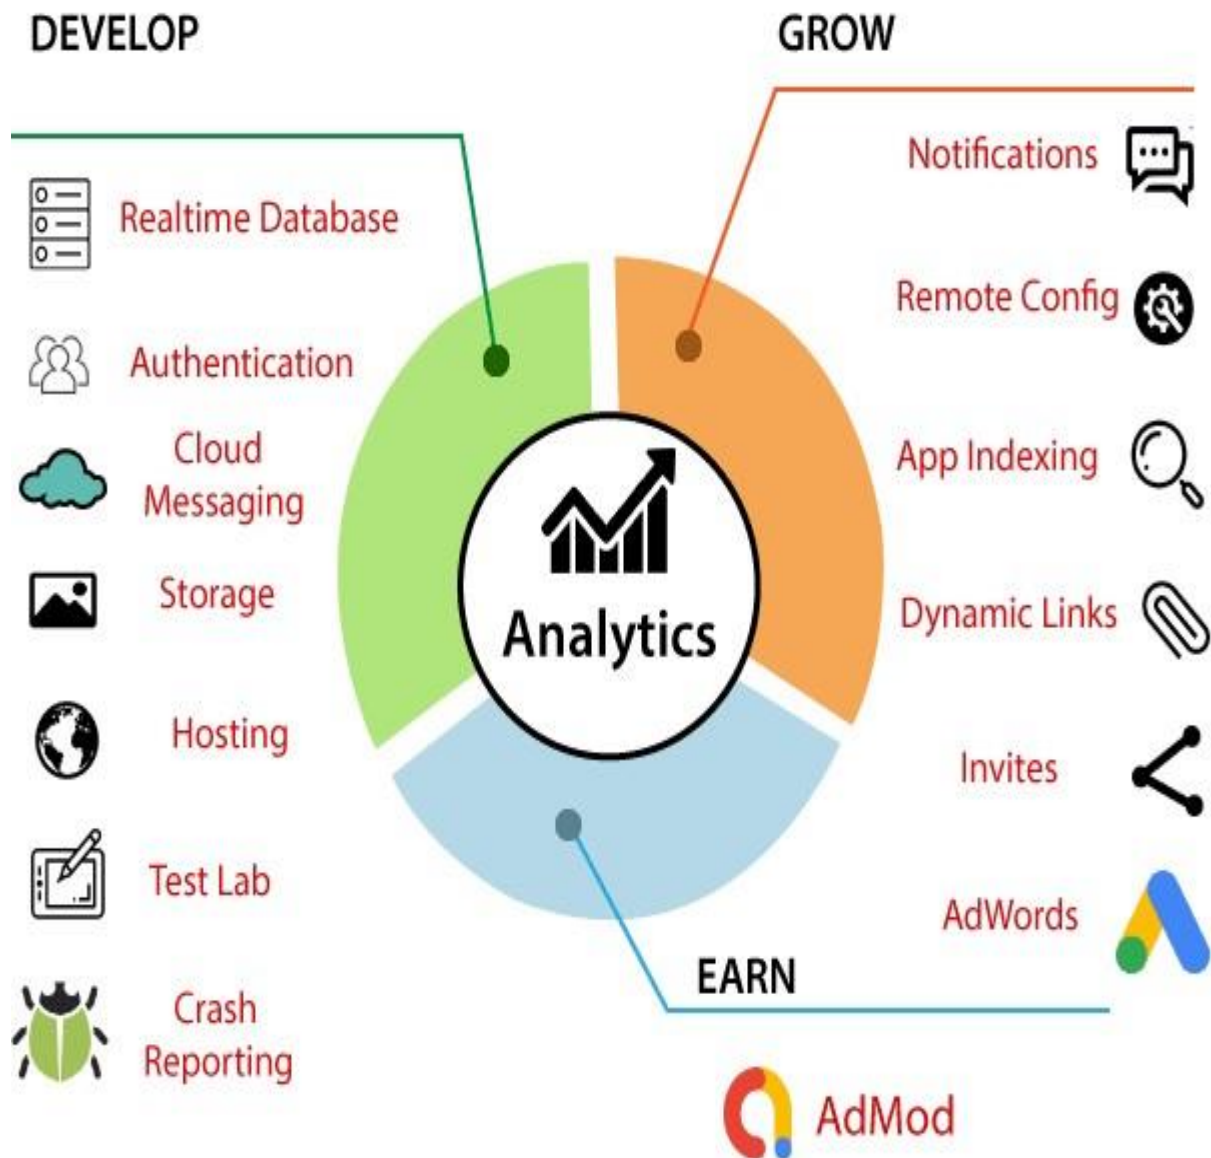 DEVELOP
Realtime Database
Authentication
Cloud
Messaging
Storage
Hosting
Test Lab
Crash
Reporting
Analytics
GROW
Notifications
Remote Config
App Indexing
Dynamic Links
Invites
AdWords
EARN
AdMod